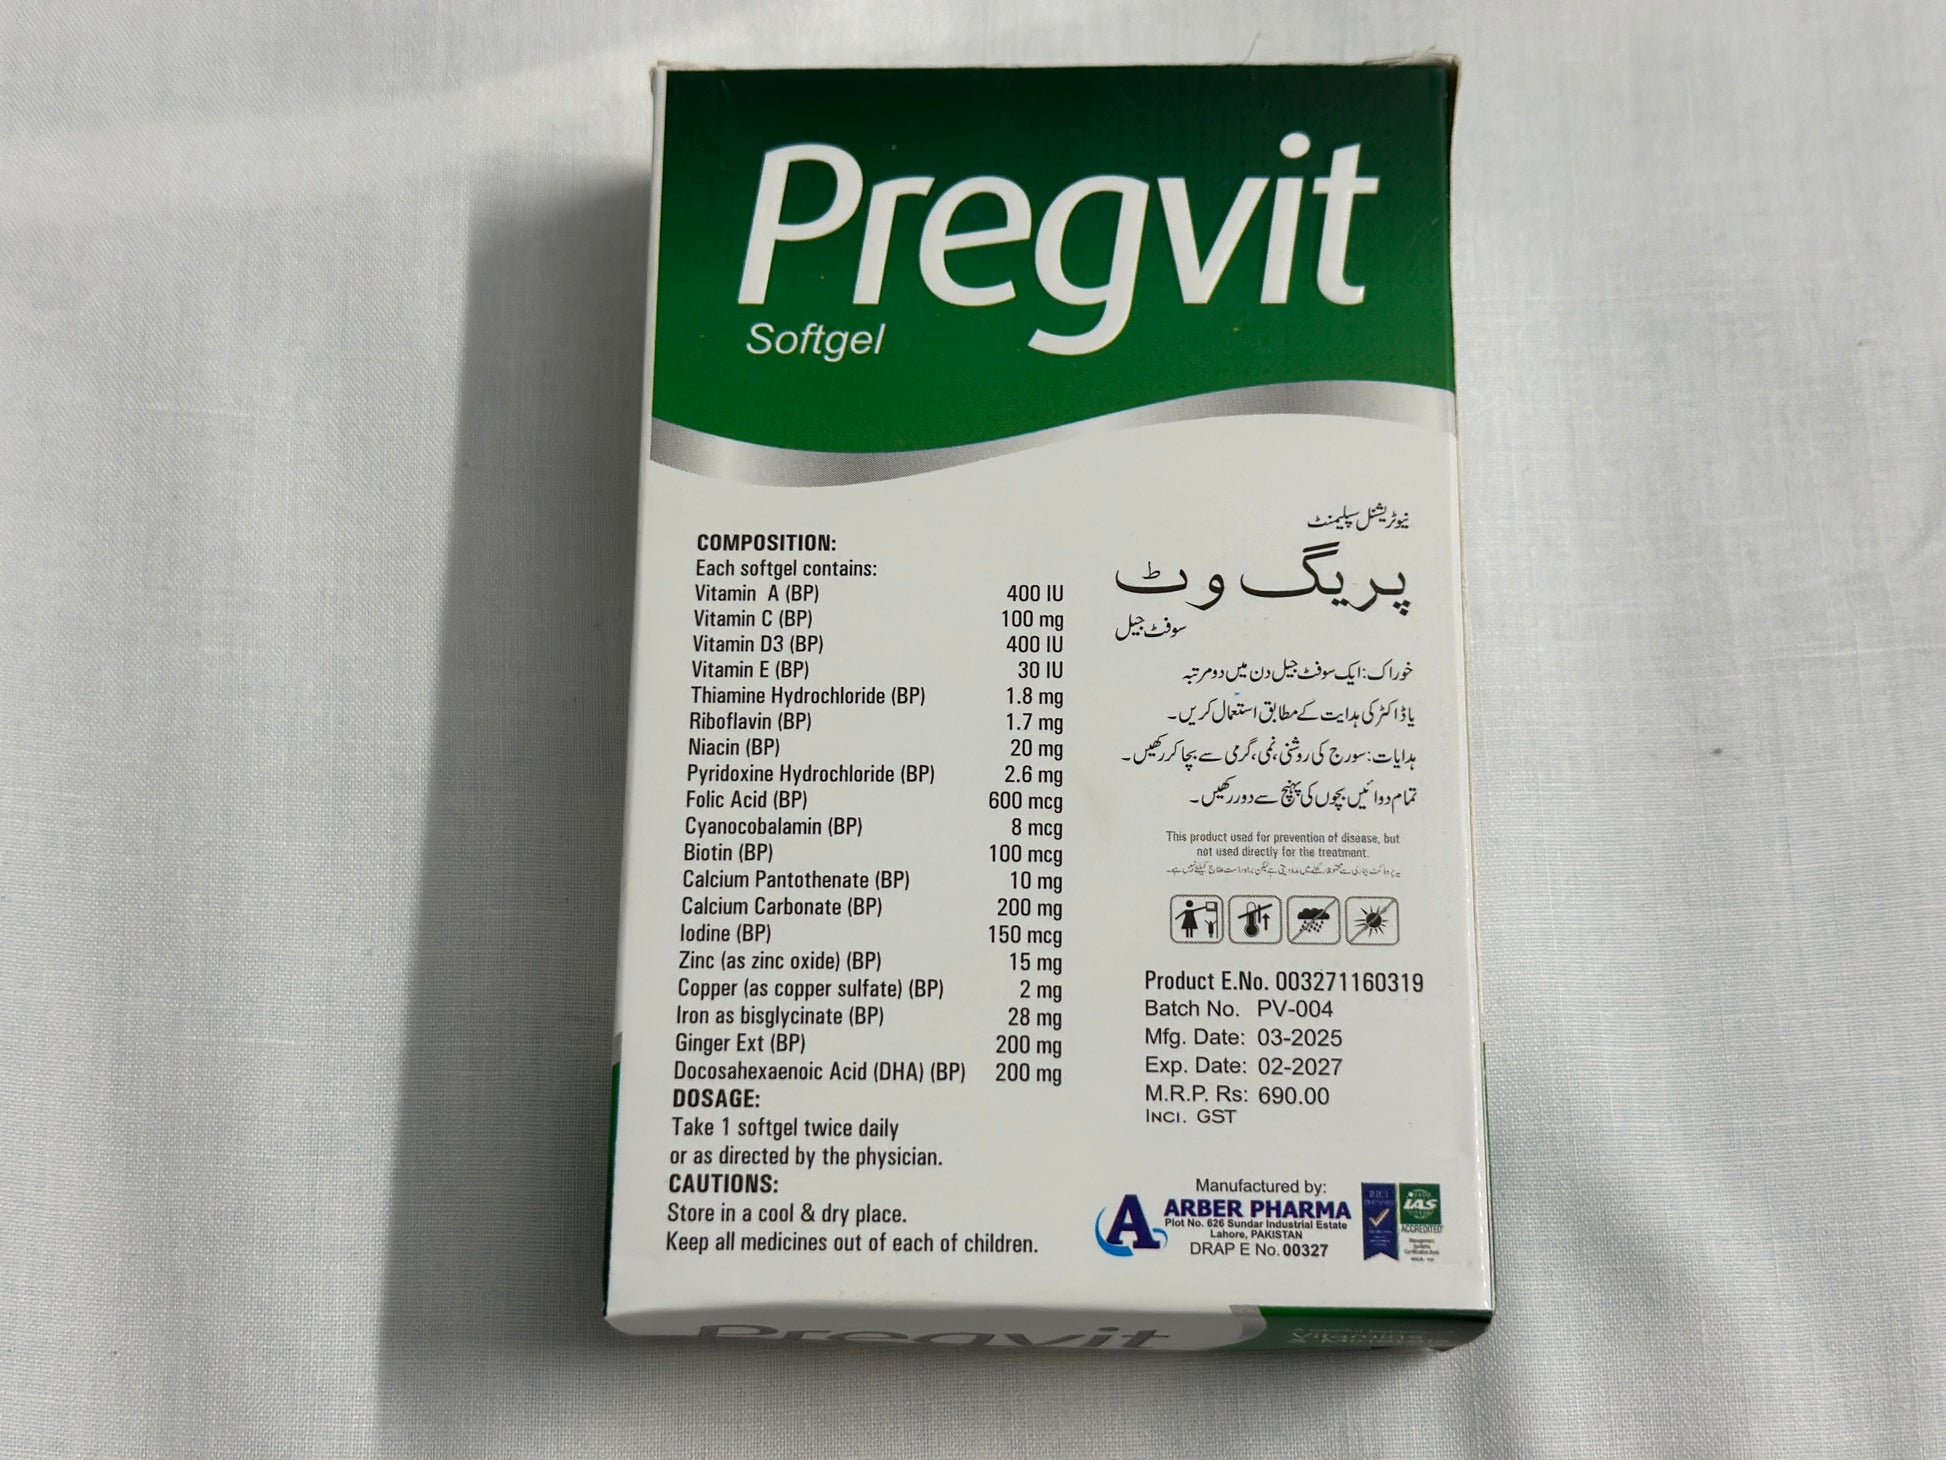 Pregvit
Softgel
COMPOSITION:
Each softgel contains:
Vitamin A (BP) 400 IU
Vitamin C (BP) 100 mg
Vitamin D3 (BP) 400 IU
Vitamin E (BP) 30 IU
Thiamine Hydrochloride (BP) 1.8 mg
Riboflavin (BP) 1.7 mg
Niacin (BP) 20 mg
Pyridoxine Hydrochloride (BP) 2.6 mg
Folic Acid (BP) 600 mcg
Cyanocobalamin (BP) 8 mcg
Biotin (BP) 100 mcg
Calcium Pantothenate (BP) 10 mg
Calcium Carbonate (BP) 200 mg
Iodine (BP) 150 mcg
Zinc (as zinc oxide) (BP) 15 mg
Copper (as copper sulfate) (BP) 2 mg
Iron as bisglycinate (BP) 28 mg
Ginger Ext (BP) 200 mg
Docosahexaenoic Acid (DHA) (BP) 200 mg
DOSAGE:
Take 1 softgel twice daily
or as directed by the physician.
CAUTIONS:
Store in a cool & dry place.
Keep all medicines out of each of children.
نیوٹریشنل سپلیمنٹ
پریگ وٹ
سوفٹ جیل
خوراک: ایک سوفٹ جیل دن میں دو مرتبہ
یا ڈاکٹر کی ہدایت کے مطابق استعمال کریں۔
ہدایات: سورج کی روشنی، نمی، گرمی سے بچا کر رکھیں۔
تمام دوائیں بچوں کی پہنچ سے دور رکھیں۔
This product used for prevention of disease, but
not used directly for the treatment.
Product E.No. 003271160319
Batch No. PV-004
Mfg. Date: 03-2025
Exp. Date: 02-2027
M.R.P. Rs: 690.00
INCl. GST
Manufactured by:
A
ARBER PHARMA
Plot No. 626 Sundar Industrial Estate
Lahore, PAKISTAN
DRAP E No. 00327
IAS
ACCREDITED
Pregvit